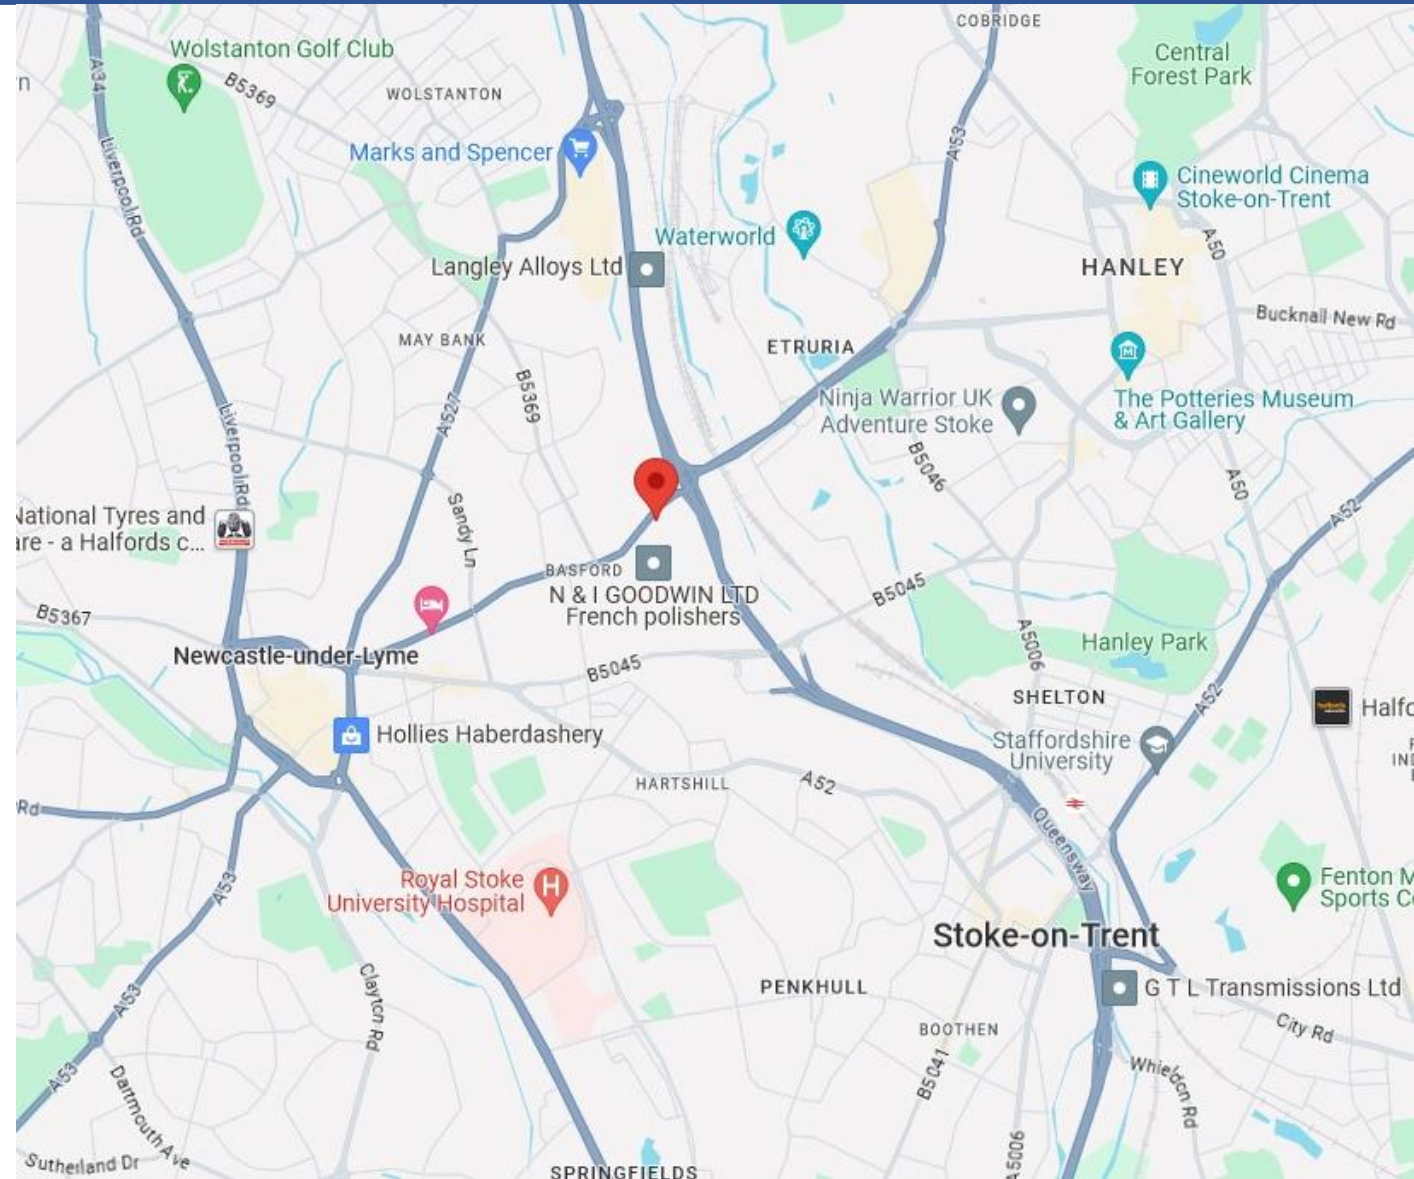 COBRIDGE
Wolstanton Golf Club
Central
Forest Park
A34
B5369
WOLSTANTON
A53
Marks and Spencer
Liverpool Rd
Cineworld Cinema
Stoke-on-Trent
Waterworld
A50
Langley Alloys Ltd
HANLEY
Bucknall New Rd
MAY BANK
ETRURIA
B5369
A527
Ninja Warrior UK
Adventure Stoke
The Potteries Museum
& Art Gallery
Liverpool Rd
B5046
A50
Sandy Ln
A52
National Tyres and
are - a Halfords c...
BASFORD
N & I GOODWIN LTD
French polishers
B5045
B5367
A5006
Hanley Park
Newcastle-under-Lyme
B5045
SHELTON
A52
Halfo
Hollies Haberdashery
Staffordshire
University
IND
HARTSHILL
A52
Rd
Queensway
Royal Stoke
University Hospital
A53
Fenton M
Sports Ce
Stoke-on-Trent
Clayton Rd
PENKHULL
G T L Transmissions Ltd
A53
BOOTHEN
City Rd
A53
B5041
Whieldon Rd
Dartmouth Ave
A5006
Sutherland Dr
SPRINGFIELDS